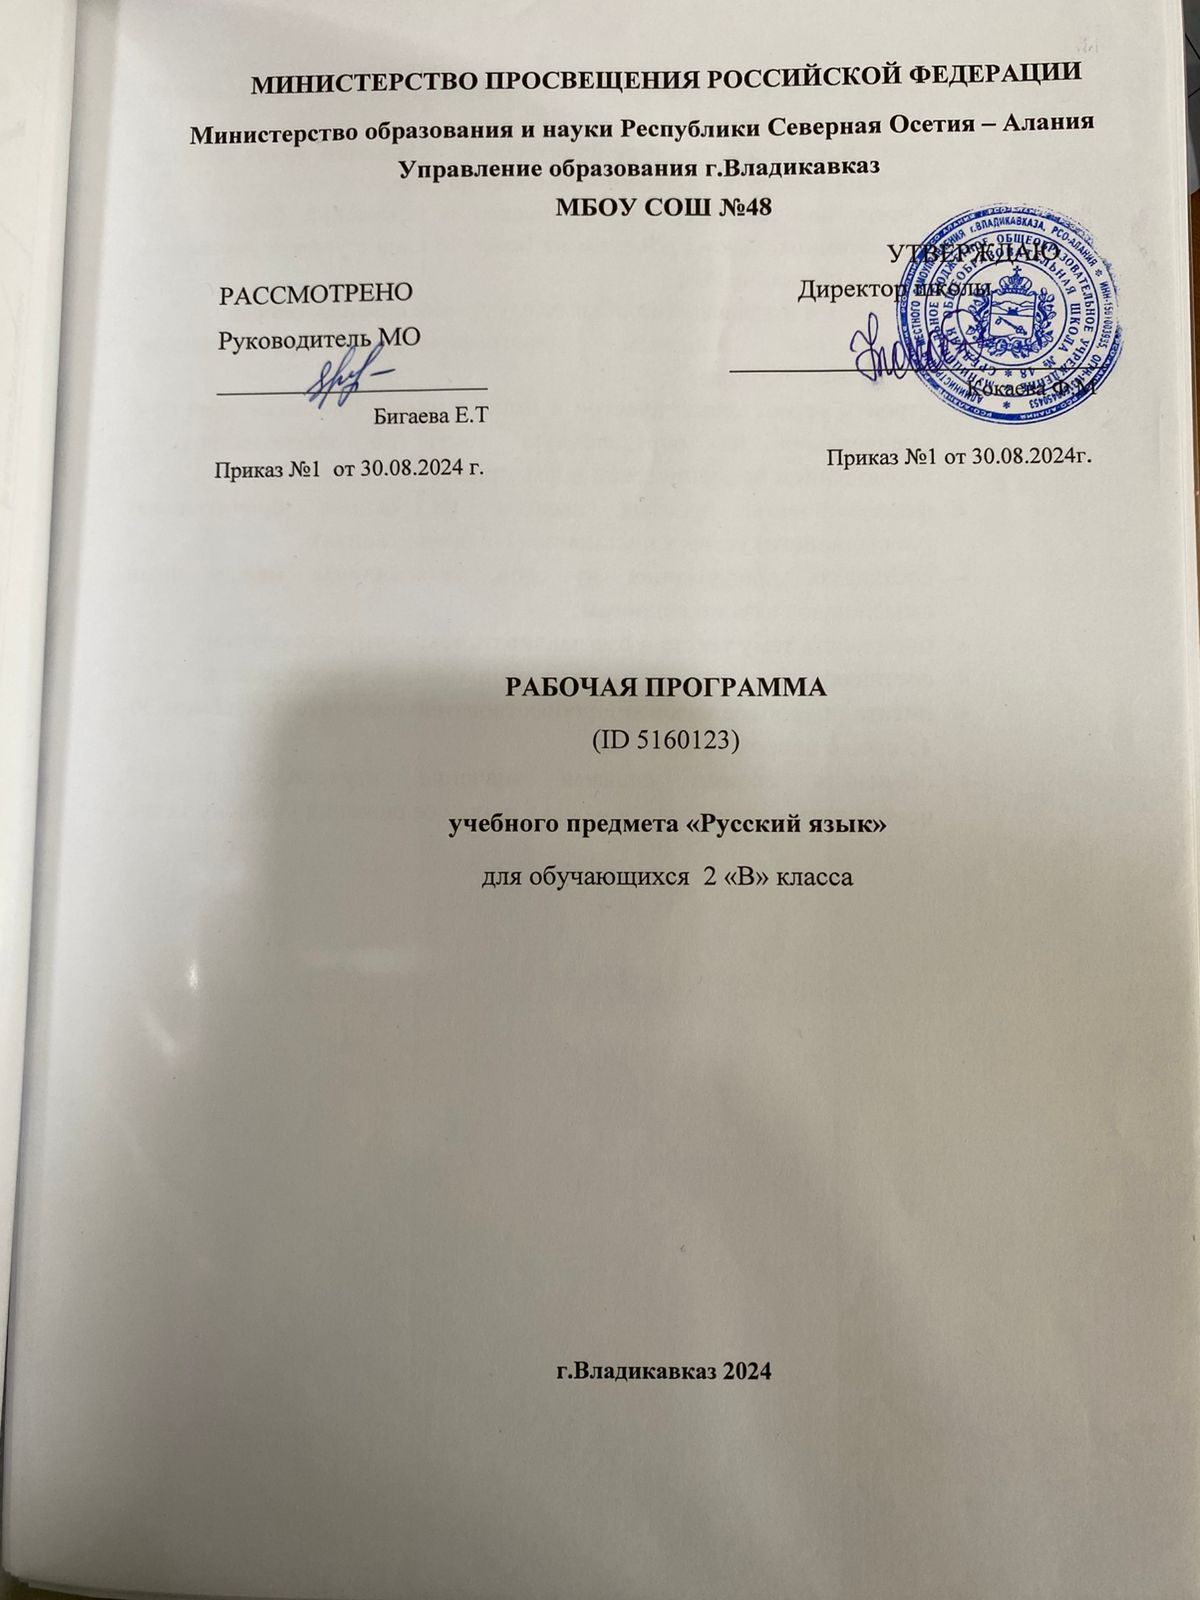 МИНИСТЕРСТВО ПРОСВЕЩЕНИЯ РОССИЙСКОЙ ФЕДЕРАЦИИ
Министерство образования и науки Республики Северная Осетия – Алания
Управление образования г.Владикавказ
МБОУ СОШ №48
УТВЕРЖДАЮ
РАССМОТРЕНО
Директор школы
Руководитель МО
Кокаева Ф.М
Бигаева Е.Т
Приказ №1 от 30.08.2024 г.
Приказ №1 от 30.08.2024г.
РАБОЧАЯ ПРОГРАММА
(ID 5160123)
учебного предмета «Русский язык»
для обучающихся 2 «В» класса
г.Владикавказ 2024